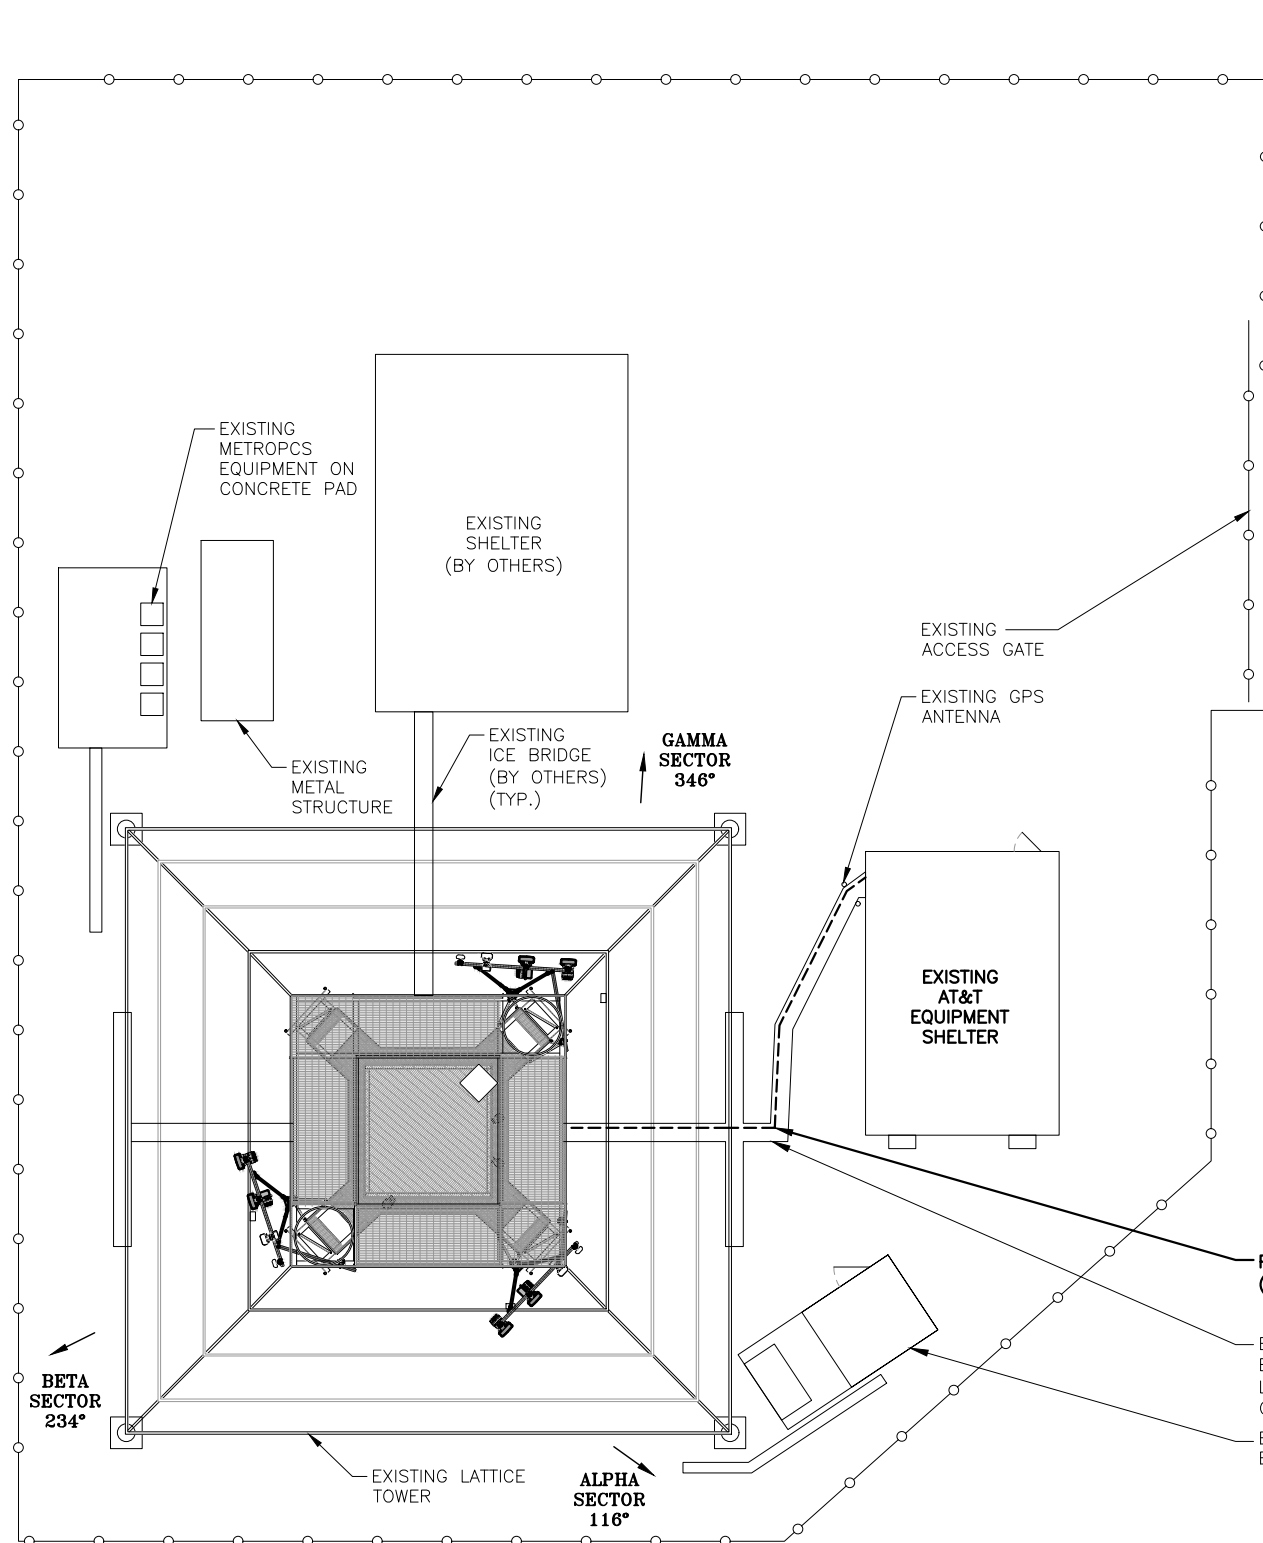 EXISTING
METROPCS
EQUIPMENT ON
CONCRETE PAD
EXISTING
SHELTER
(BY OTHERS)
EXISTING
ACCESS GATE
EXISTING GPS
ANTENNA
EXISTING
ICE BRIDGE
(BY OTHERS)
(TYP.)
GAMMA
SECTOR
346°
EXISTING
METAL
STRUCTURE
EXISTING
AT&T
EQUIPMENT
SHELTER
BETA
SECTOR
234°
EXISTING LATTICE
TOWER
ALPHA
SECTOR
116°